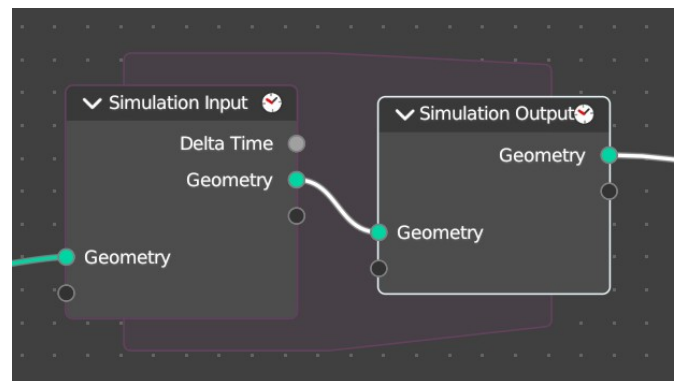 Simulation Input
Delta Time
Geometry
Geometry
Simulation Output
Geometry
Geometry